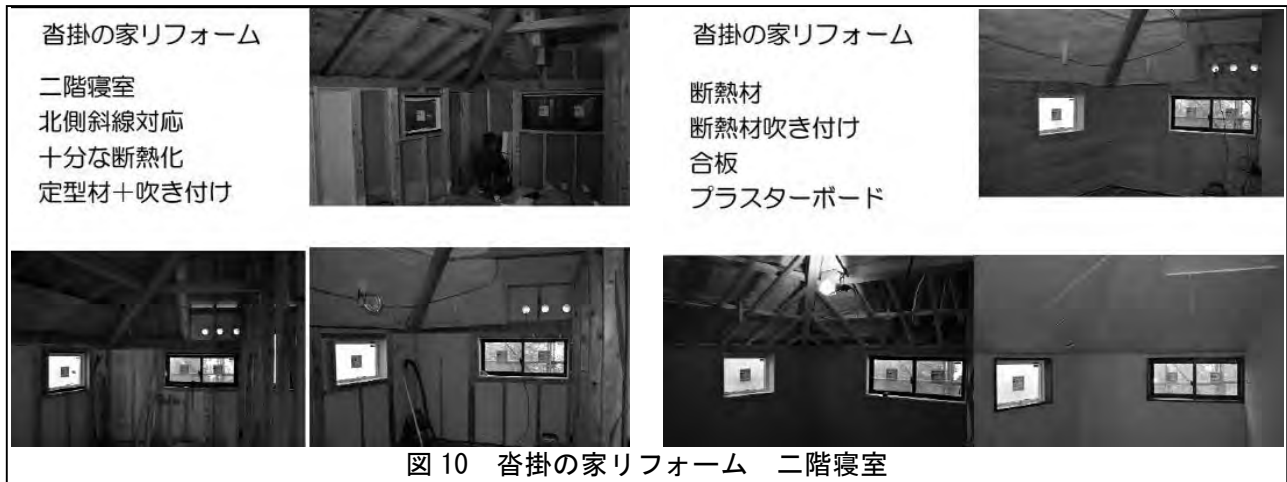 沓掛の家リフォーム
二階寝室
北側斜線対応
十分な断熱化
定型材＋吹き付け
沓掛の家リフォーム
断熱材
断熱材吹き付け
合板
プラスターボード
図 10　沓掛の家リフォーム　二階寝室